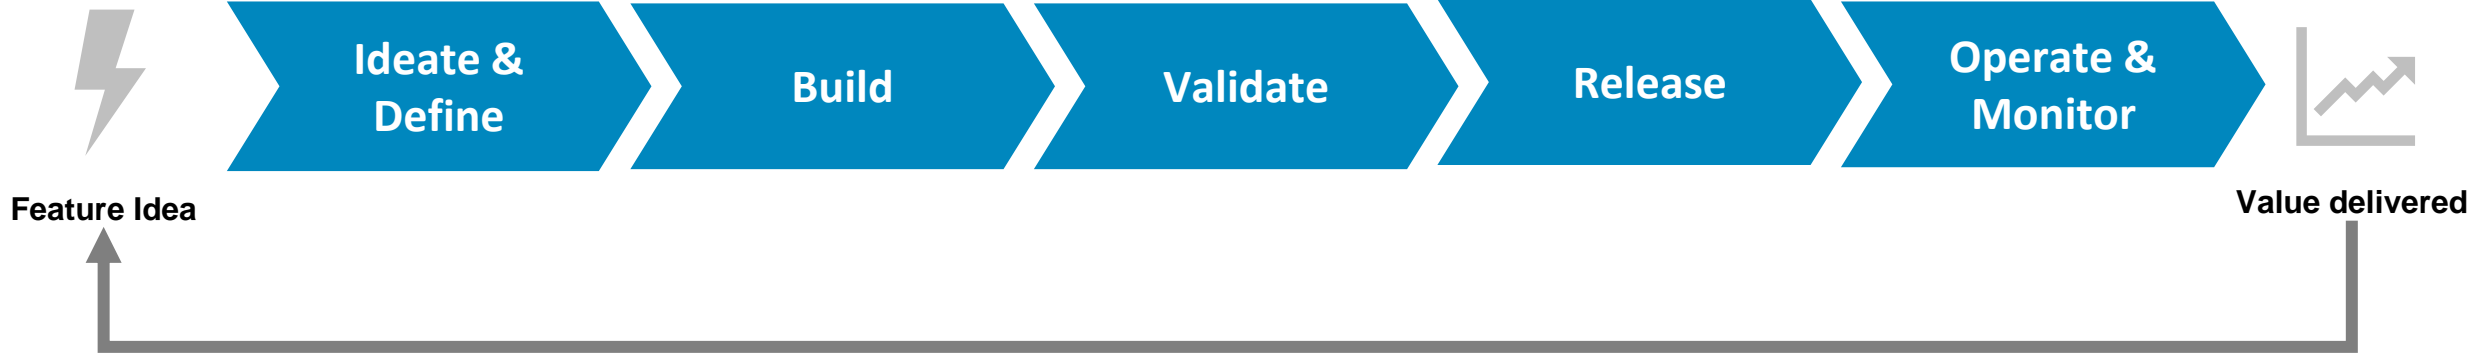 Ideate &
Define
Build
Validate
Release
Operate &
Monitor
Feature Idea
Value delivered